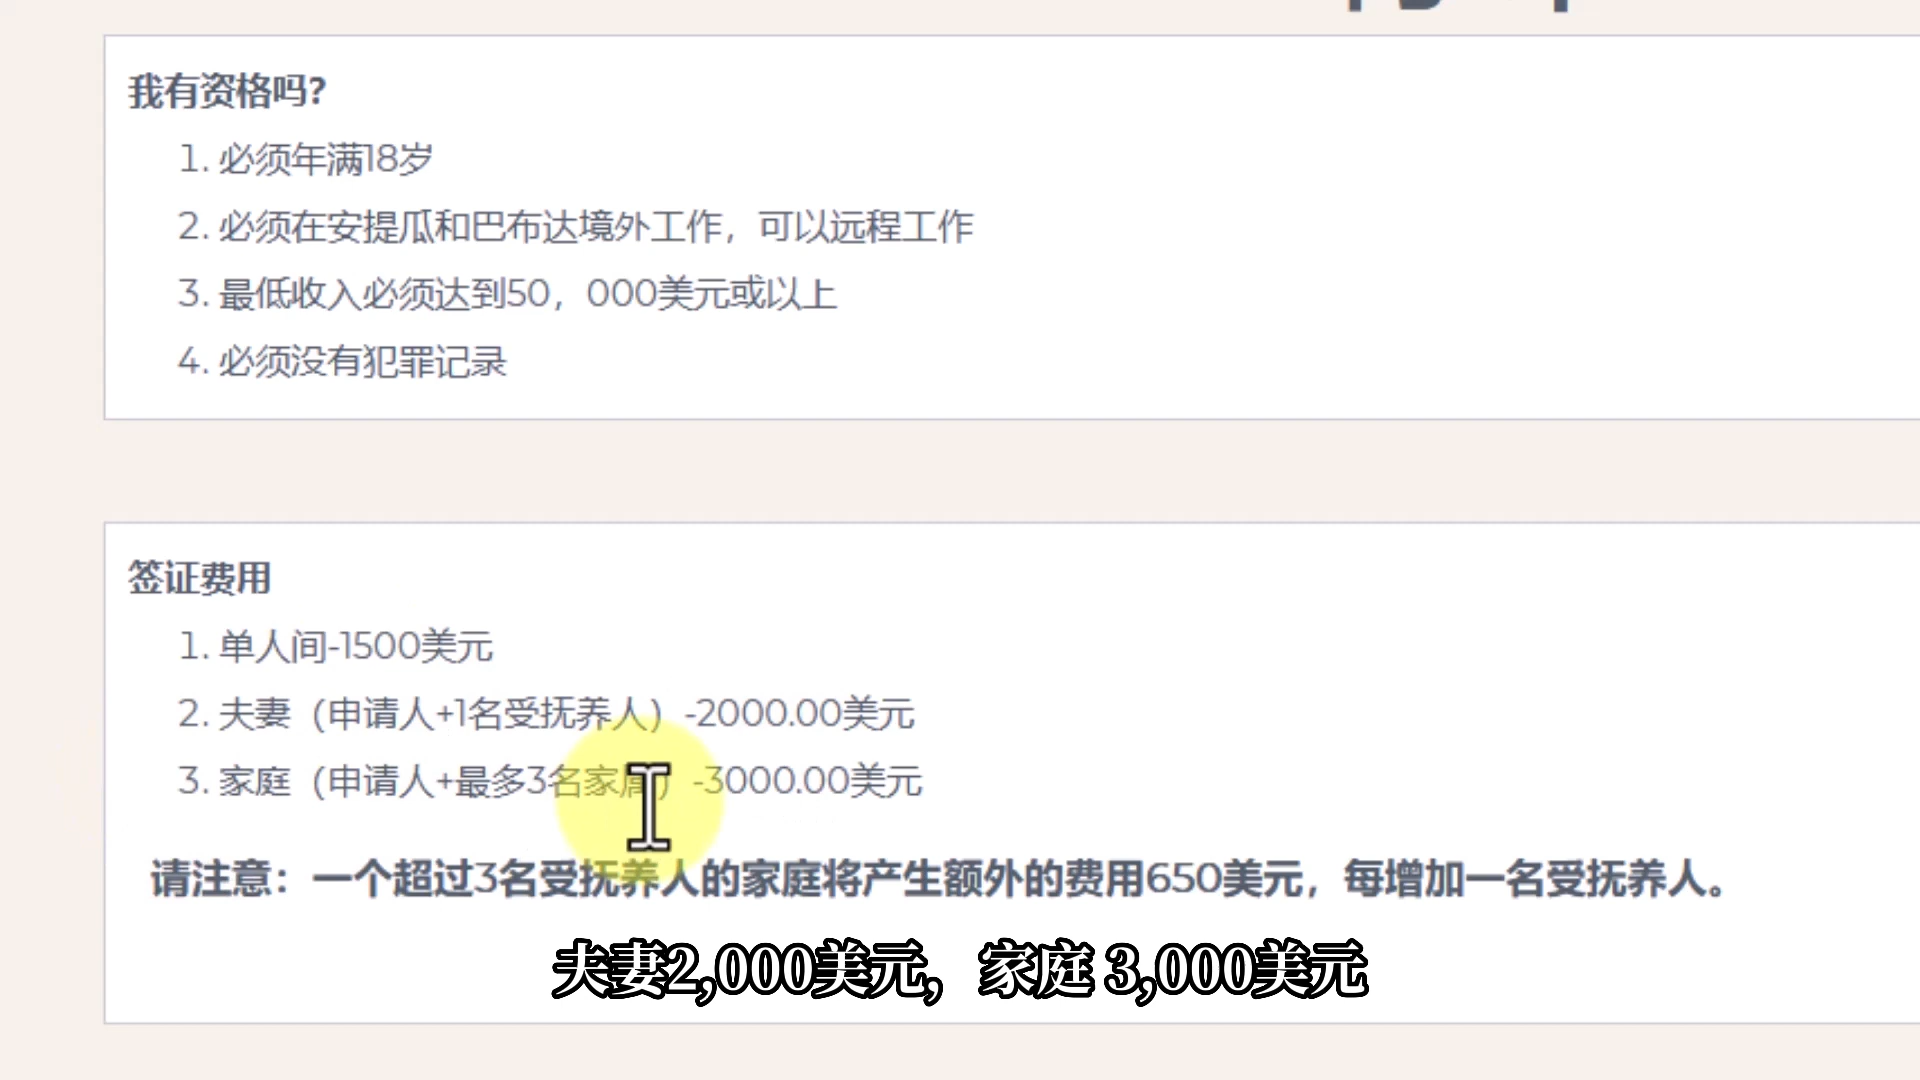 我有资格吗?
1. 必须年满18岁
2. 必须在安提瓜和巴布达境外工作，可以远程工作
3. 最低收入必须达到50，000美元或以上
4. 必须没有犯罪记录
签证费用
1. 单人间-1500美元
2. 夫妻（申请人+1名受抚养人）-2000.00美元
3. 家庭（申请人+最多3名家属）-3000.00美元
请注意：一个超过3名受抚养人的家庭将产生额外的费用650美元，每增加一名受抚养人。
夫妻2,000美元，家庭 3,000美元